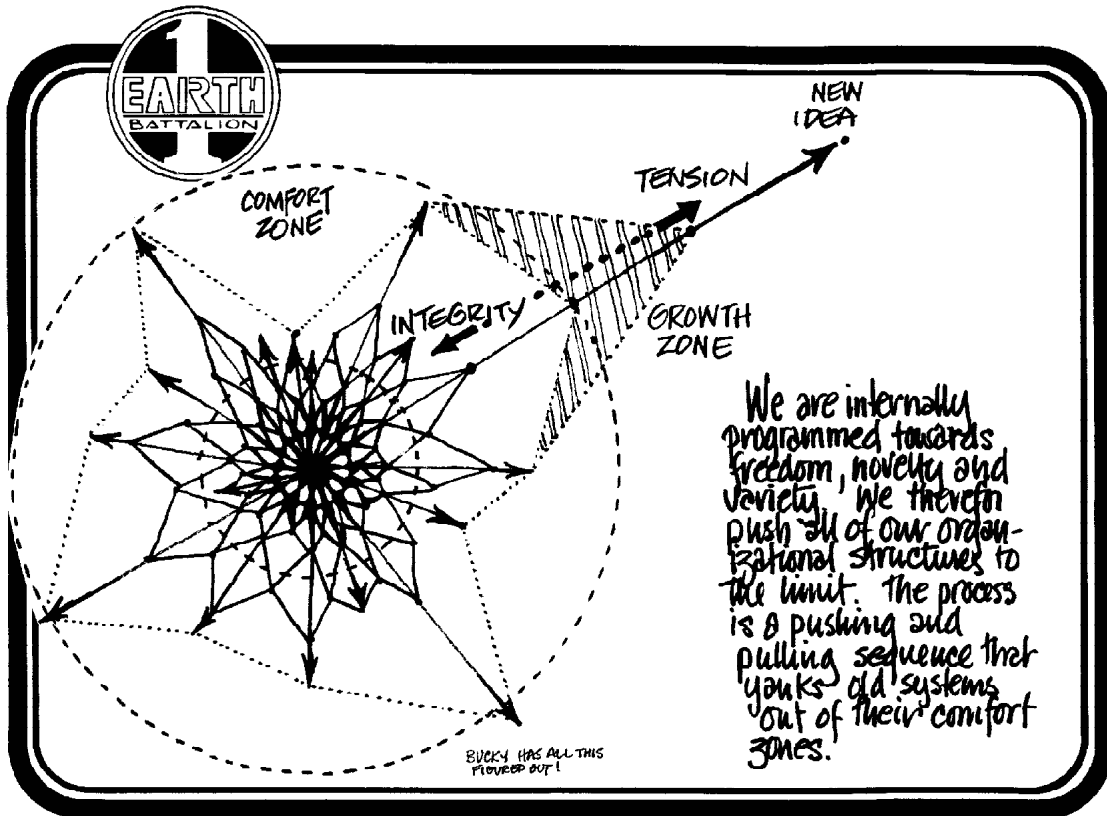 1
EARTH
BATTALION
NEW
IDEA
TENSION
COMFORT
ZONE
INTEGRITY
GROWTH
ZONE
We are internally
programmed towards
freedom, novelty and
variety. We therefor
push all of our organ-
izational structures to
the limit. The process
is a pushing and
pulling sequence that
yanks old systems
out of their comfort
zones.
BUCKY HAS ALL THIS
FIGURED OUT!